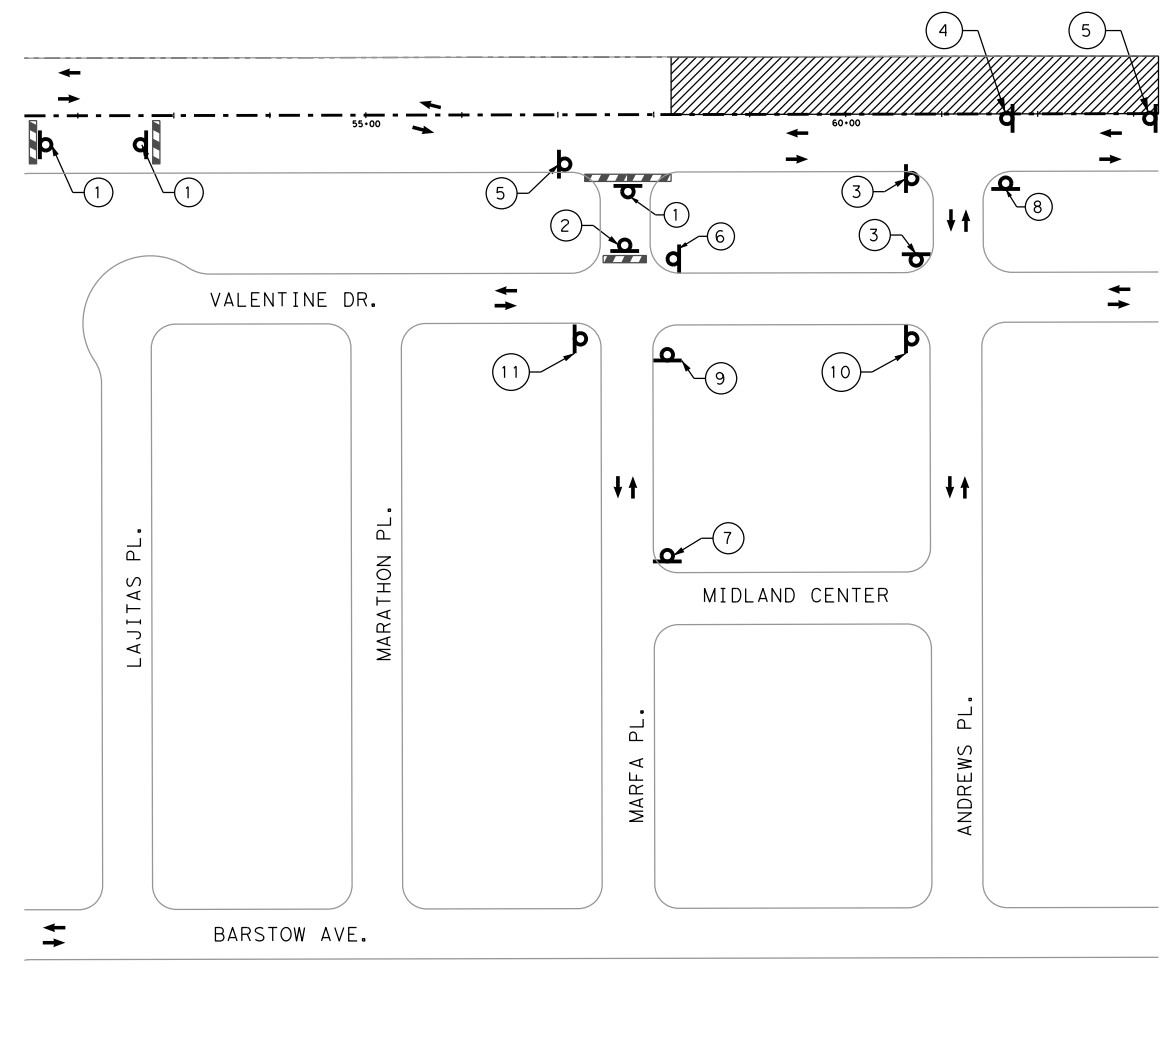 4
5
55+00
60+00
1
1
5
3
8
1
2
6
3
VALENTINE DR.
11
9
10
LAJITAS PL.
MARATHON PL.
7
MIDLAND CENTER
MARFA PL.
ANDREWS PL.
BARSTOW AVE.